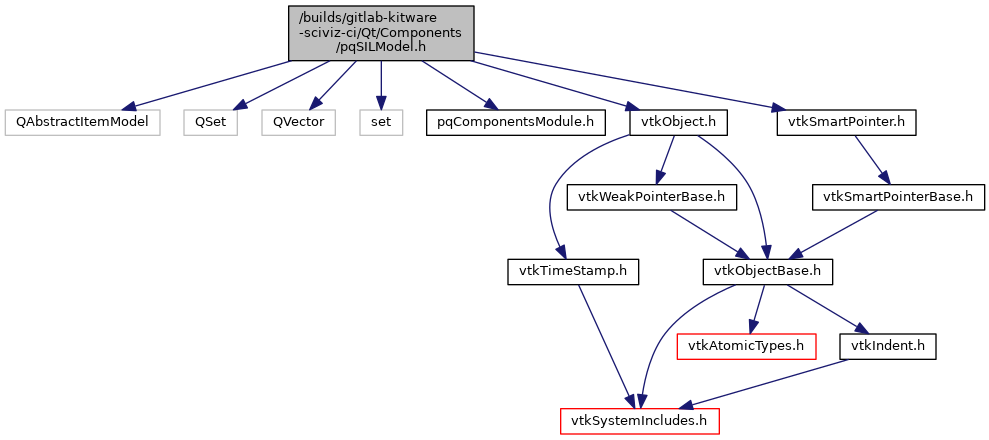 /builds/gitlab-kitware
-sciviz-ci/Qt/Components
/pqSILModel.h
QAbstractItemModel
QSet
QVector
set
pqComponentsModule.h
vtkObject.h
vtkSmartPointer.h
vtkWeakPointerBase.h
vtkSmartPointerBase.h
vtkTimeStamp.h
vtkObjectBase.h
vtkAtomicTypes.h
vtkIndent.h
vtkSystemIncludes.h